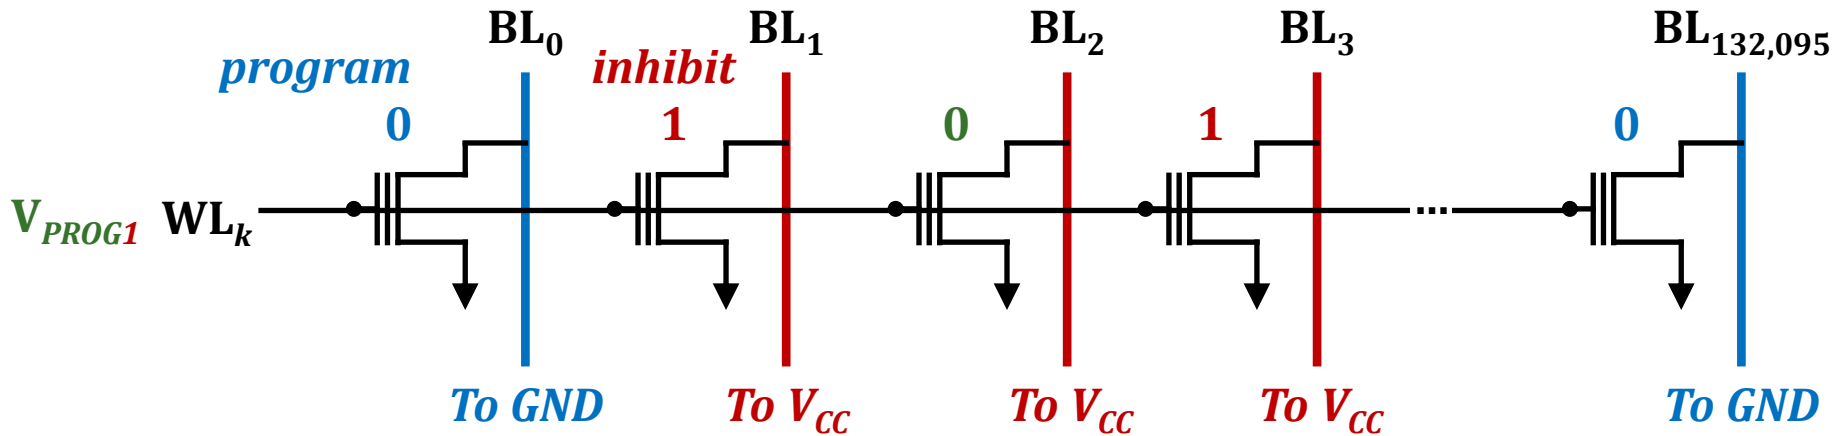 BL0 BL1 BL2 BL3 BL132,095
program inhibit
0 1 0 1 0
VPROG1 WLk ...
To GND To VCC To VCC To VCC To GND